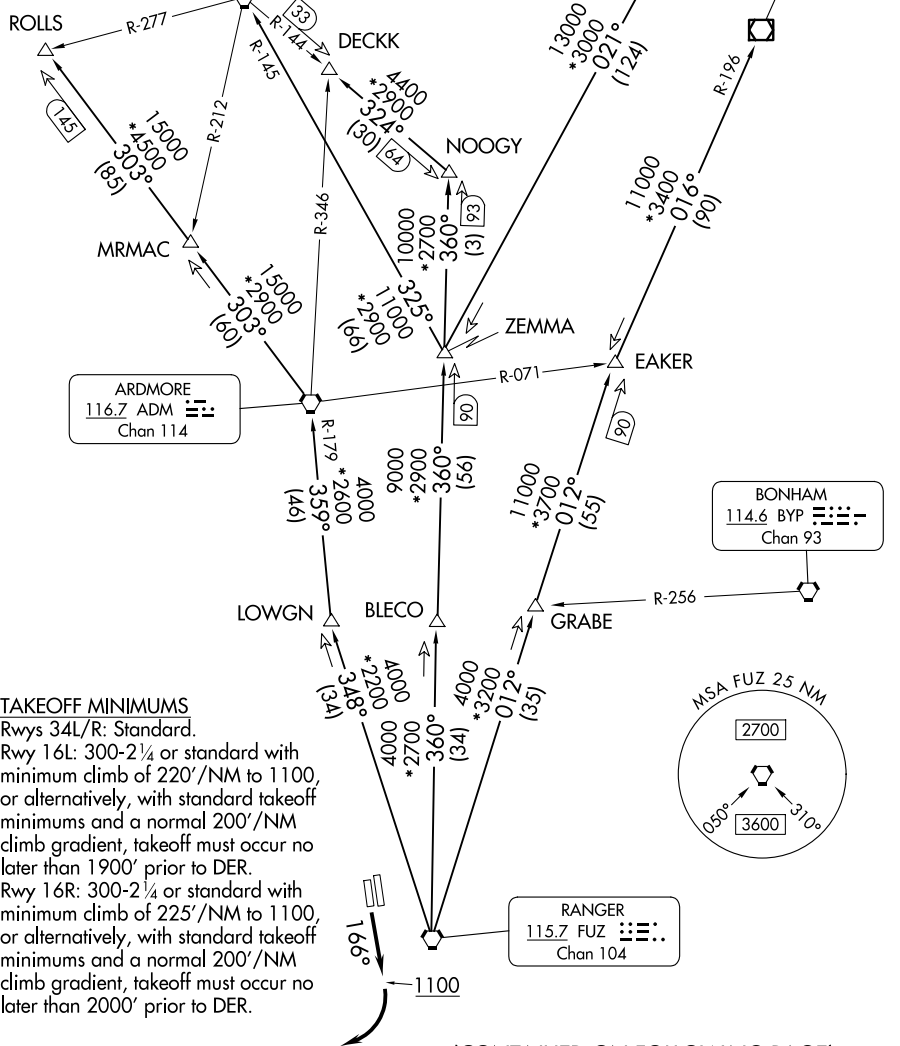 ROLLS
R-277
33
R-144
DECKK
R-145
13000
*3000
021°
(124)
R-196
145
15000
*4500
303°
(85)
R-212
4400
*2900
324°
(30)
64
NOOGY
R-346
10000
*2700
360°
(3)
93
11000
*3400
016°
(90)
MRMAC
15000
*2900
303°
(60)
325°
11000
*2900
(66)
ZEMMA
EAKER
R-071
ARDMORE
116.7 ADM
Chan 114
90
90
R-179
4000
*2600
359°
(46)
9000
*2900
360°
(56)
11000
*3700
012°
(55)
BONHAM
114.6 BYP
Chan 93
R-256
LOWGN
BLECO
GRABE
4000
*2200
348°
(34)
4000
*2700
360°
(34)
4000
*3200
012°
(35)
MSA FUZ 25 NM
2700
050°
310°
3600
TAKEOFF MINIMUMS
Rwys 34L/R: Standard.
Rwy 16L: 300-2¼ or standard with
minimum climb of 220'/NM to 1100,
or alternatively, with standard takeoff
minimums and a normal 200'/NM
climb gradient, takeoff must occur no
later than 1900' prior to DER.
Rwy 16R: 300-2¼ or standard with
minimum climb of 225'/NM to 1100,
or alternatively, with standard takeoff
minimums and a normal 200'/NM
climb gradient, takeoff must occur no
later than 2000' prior to DER.
166°
1100
RANGER
115.7 FUZ
Chan 104